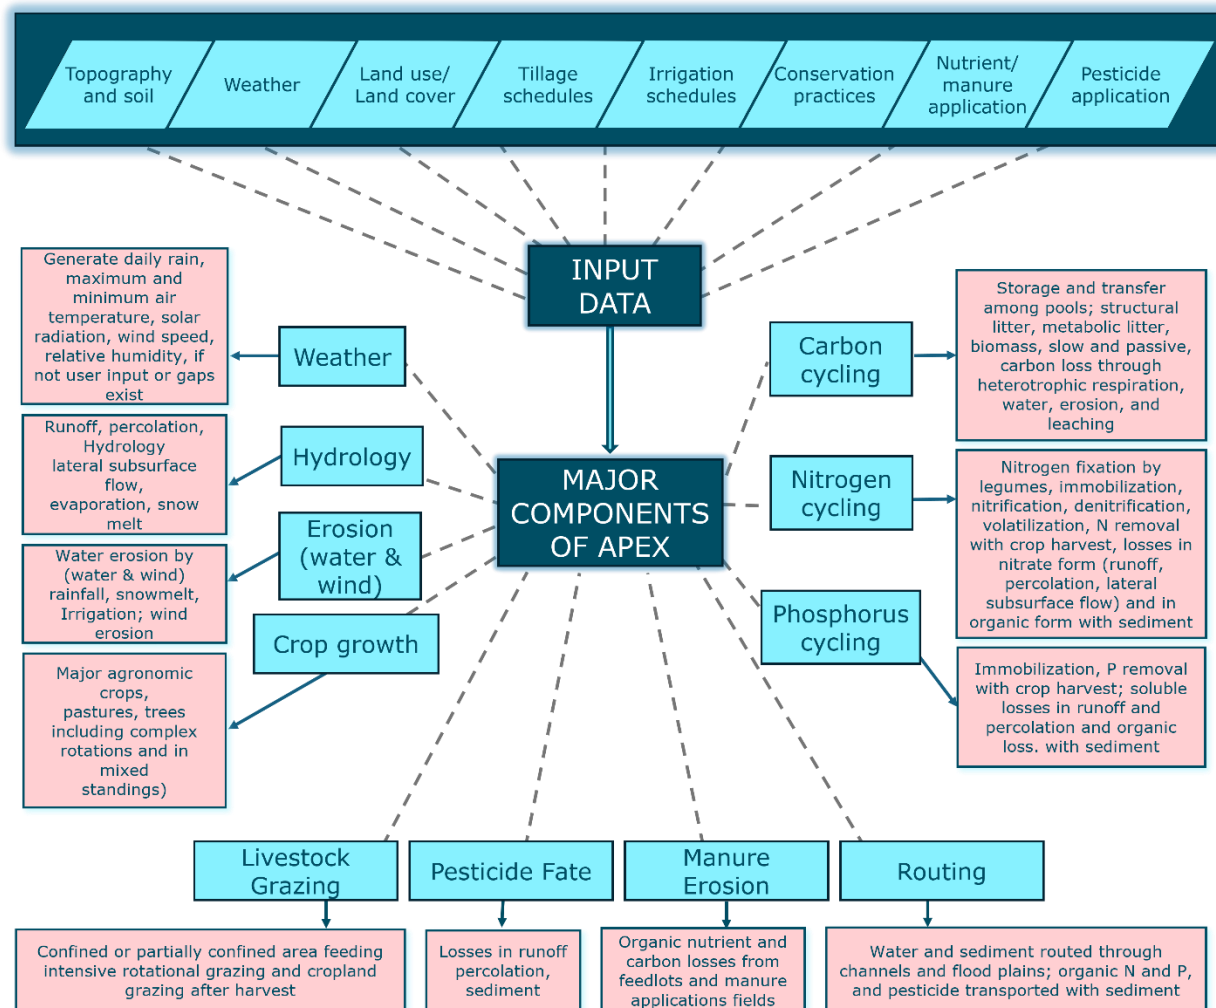 Topography
and soil
Weather
Land use/
Land cover
Tillage
schedules
Irrigation
schedules
Conservation
practices
Nutrient/
manure
application
Pesticide
application
INPUT
DATA
Generate daily rain,
maximum and
minimum air
temperature, solar
radiation, wind speed,
relative humidity, if
not user input or gaps
exist
Weather
Runoff, percolation,
Hydrology
lateral subsurface
flow,
evaporation, snow
melt
Hydrology
Water erosion by
(water & wind)
rainfall, snowmelt,
Irrigation; wind
erosion
Erosion
(water &
wind)
Major agronomic
crops,
pastures, trees
including complex
rotations and in
mixed
standings)
Crop growth
MAJOR
COMPONENTS
OF APEX
Carbon
cycling
Storage and transfer
among pools; structural
litter, metabolic litter,
biomass, slow and passive,
carbon loss through
heterotrophic respiration,
water, erosion, and
leaching
Nitrogen
cycling
Nitrogen fixation by
legumes, immobilization,
nitrification, denitrification,
volatilization, N removal
with crop harvest, losses in
nitrate form (runoff,
percolation, lateral
subsurface flow) and in
organic form with sediment
Phosphorus
cycling
Immobilization, P removal
with crop harvest; soluble
losses in runoff and
percolation and organic
loss. with sediment
Livestock
Grazing
Confined or partially confined area feeding
intensive rotational grazing and cropland
grazing after harvest
Pesticide Fate
Losses in runoff
percolation,
sediment
Manure
Erosion
Organic nutrient and
carbon losses from
feedlots and manure
applications fields
Routing
Water and sediment routed through
channels and flood plains; organic N and P,
and pesticide transported with sediment